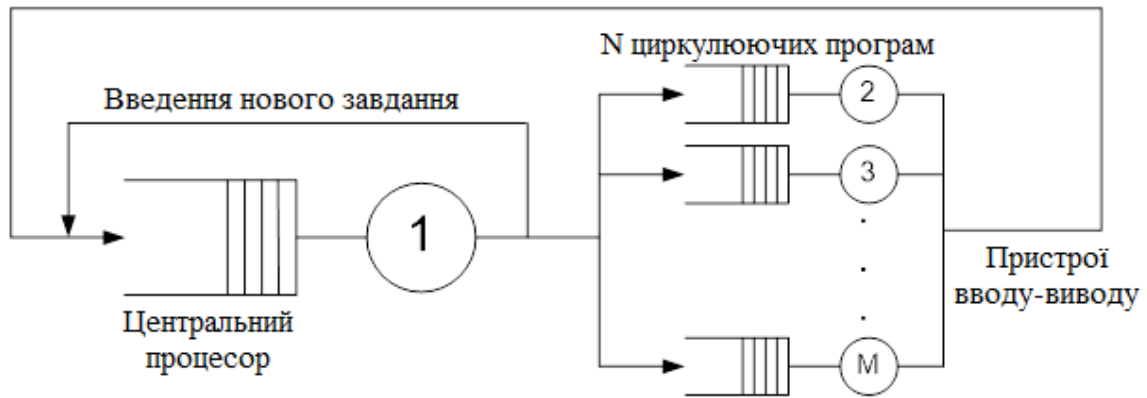 N циркулюючих програм
Введення нового завдання
2
3
1
Пристрої
вводу-виводу
Центральний
процесор
M